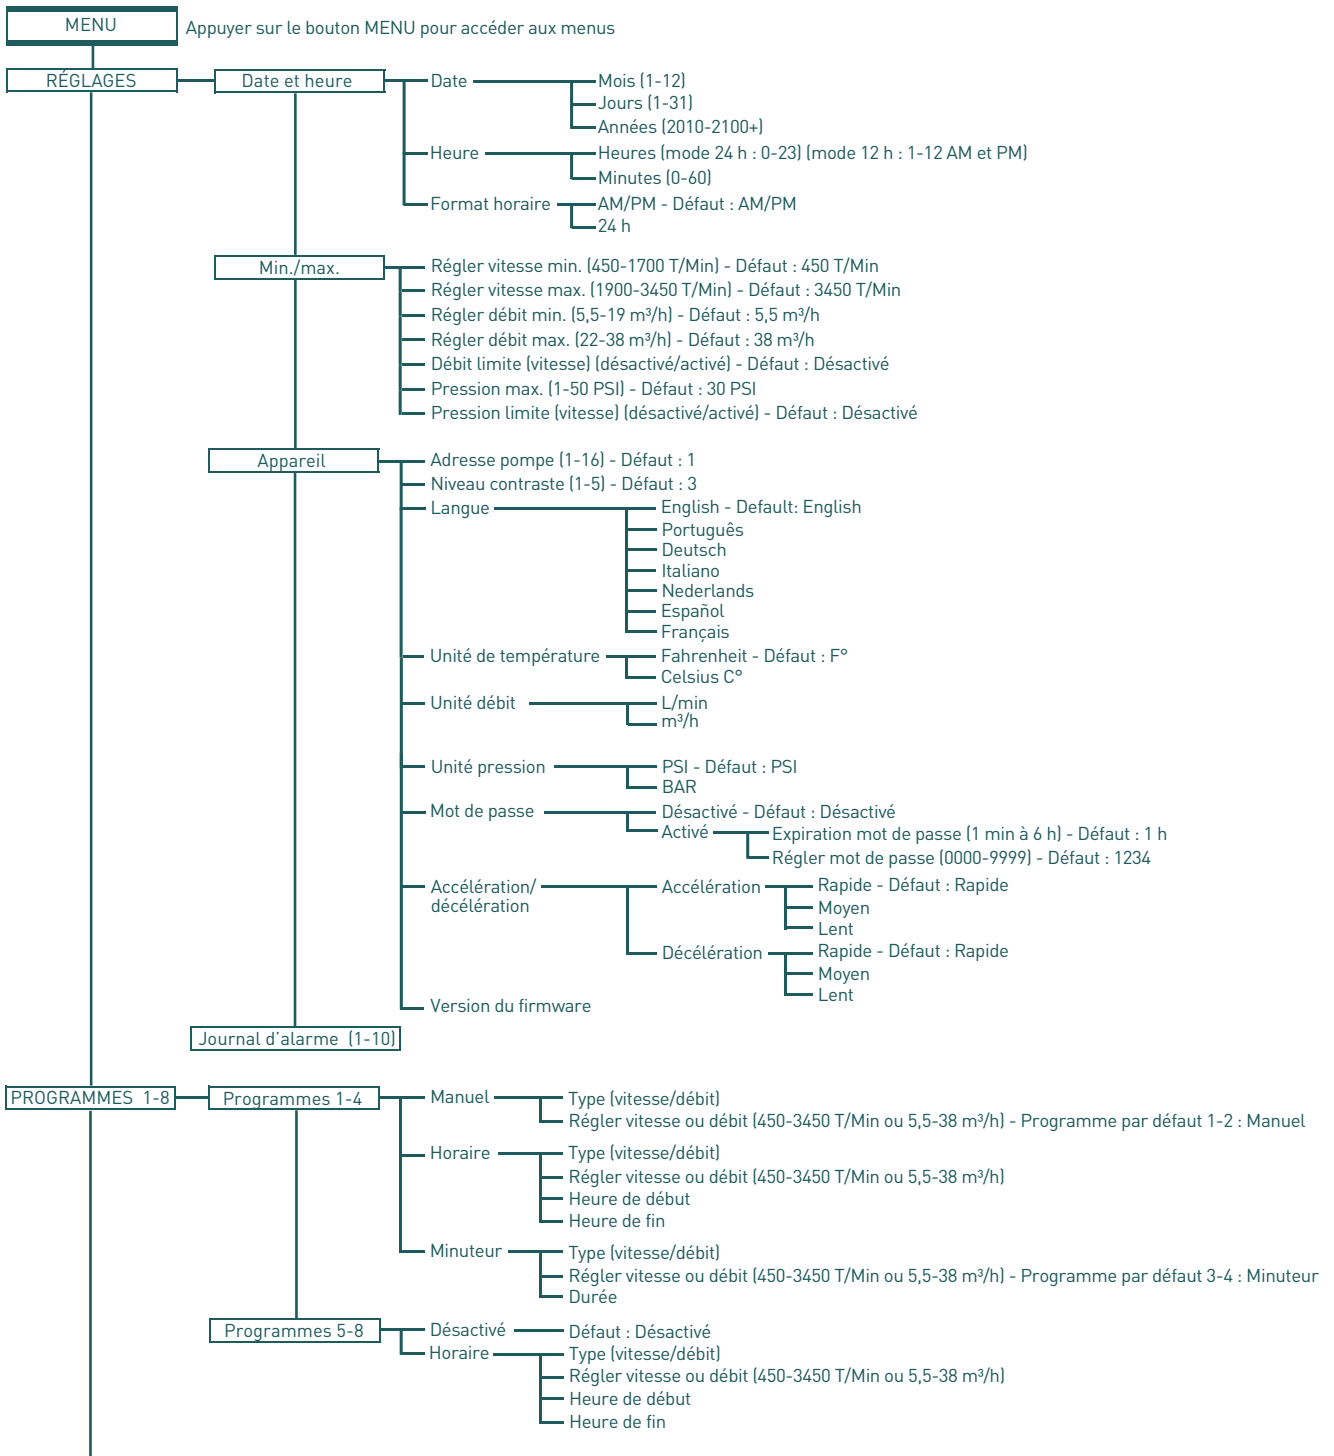 MENU
Appuyer sur le bouton MENU pour accéder aux menus
RÉGLAGES
Date et heure
Date
Mois (1-12)
Jours (1-31)
Années (2010-2100+)
Heure
Heures (mode 24 h : 0-23) (mode 12 h : 1-12 AM et PM)
Minutes (0-60)
Format horaire
AM/PM - Défaut : AM/PM
24 h
Min./max.
Régler vitesse min. (450-1700 T/Min) - Défaut : 450 T/Min
Régler vitesse max. (1900-3450 T/Min) - Défaut : 3450 T/Min
Régler débit min. (5,5-19 m³/h) - Défaut : 5,5 m³/h
Régler débit max. (22-38 m³/h) - Défaut : 38 m³/h
Débit limite (vitesse) (désactivé/activé) - Défaut : Désactivé
Pression max. (1-50 PSI) - Défaut : 30 PSI
Pression limite (vitesse) (désactivé/activé) - Défaut : Désactivé
Appareil
Adresse pompe (1-16) - Défaut : 1
Niveau contraste (1-5) - Défaut : 3
Langue
English - Default: English
Português
Deutsch
Italiano
Nederlands
Español
Français
Unité de température
Fahrenheit - Défaut : F°
Celsius C°
Unité débit
L/min
m³/h
Unité pression
PSI - Défaut : PSI
BAR
Mot de passe
Désactivé - Défaut : Désactivé
Activé
Expiration mot de passe (1 min à 6 h) - Défaut : 1 h
Régler mot de passe (0000-9999) - Défaut : 1234
Accélération/
décélération
Accélération
Rapide - Défaut : Rapide
Moyen
Lent
Décélération
Rapide - Défaut : Rapide
Moyen
Lent
Version du firmware
Journal d'alarme (1-10)
PROGRAMMES 1-8
Programmes 1-4
Manuel
Type (vitesse/débit)
Régler vitesse ou débit (450-3450 T/Min ou 5,5-38 m³/h) - Programme par défaut 1-2 : Manuel
Horaire
Type (vitesse/débit)
Régler vitesse ou débit (450-3450 T/Min ou 5,5-38 m³/h)
Heure de début
Heure de fin
Minuteur
Type (vitesse/débit)
Régler vitesse ou débit (450-3450 T/Min ou 5,5-38 m³/h) - Programme par défaut 3-4 : Minuteur
Durée
Programmes 5-8
Désactivé
Défaut : Désactivé
Horaire
Type (vitesse/débit)
Régler vitesse ou débit (450-3450 T/Min ou 5,5-38 m³/h)
Heure de début
Heure de fin